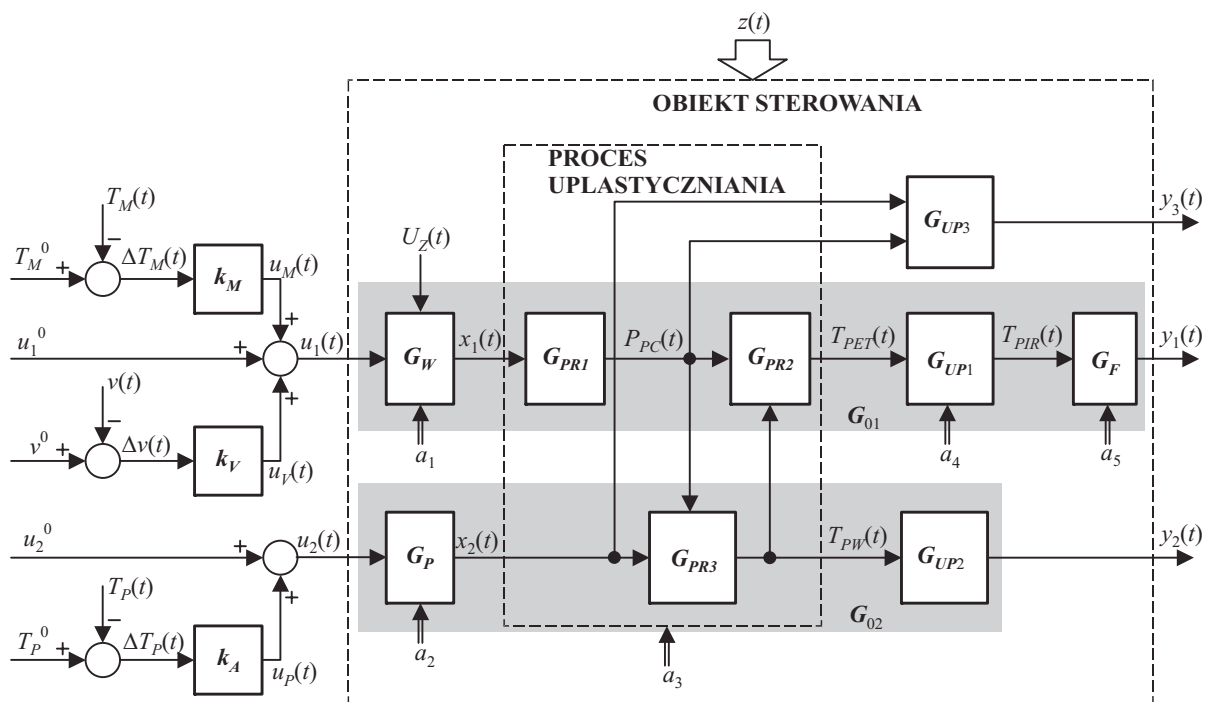 z(t)
OBIEKT STEROWANIA
PROCES
UPLASTYCZNIANIA
T_M(t)
G_UP3
y_3(t)
−
U_Z(t)
T_M^0
+
ΔT_M(t)
k_M
u_M(t)
+
u_1^0
+
u_1(t)
G_W
x_1(t)
G_PR1
P_PC(t)
G_PR2
T_PET(t)
G_UP1
T_PIR(t)
G_F
y_1(t)
v(t)
−
+
G_01
v^0
+
Δv(t)
k_V
u_V(t)
a_1
a_4
a_5
u_2^0
+
u_2(t)
G_P
x_2(t)
G_PR3
T_PW(t)
G_UP2
y_2(t)
T_P(t)
−
+
G_02
T_P^0
+
ΔT_P(t)
k_A
u_P(t)
a_2
a_3